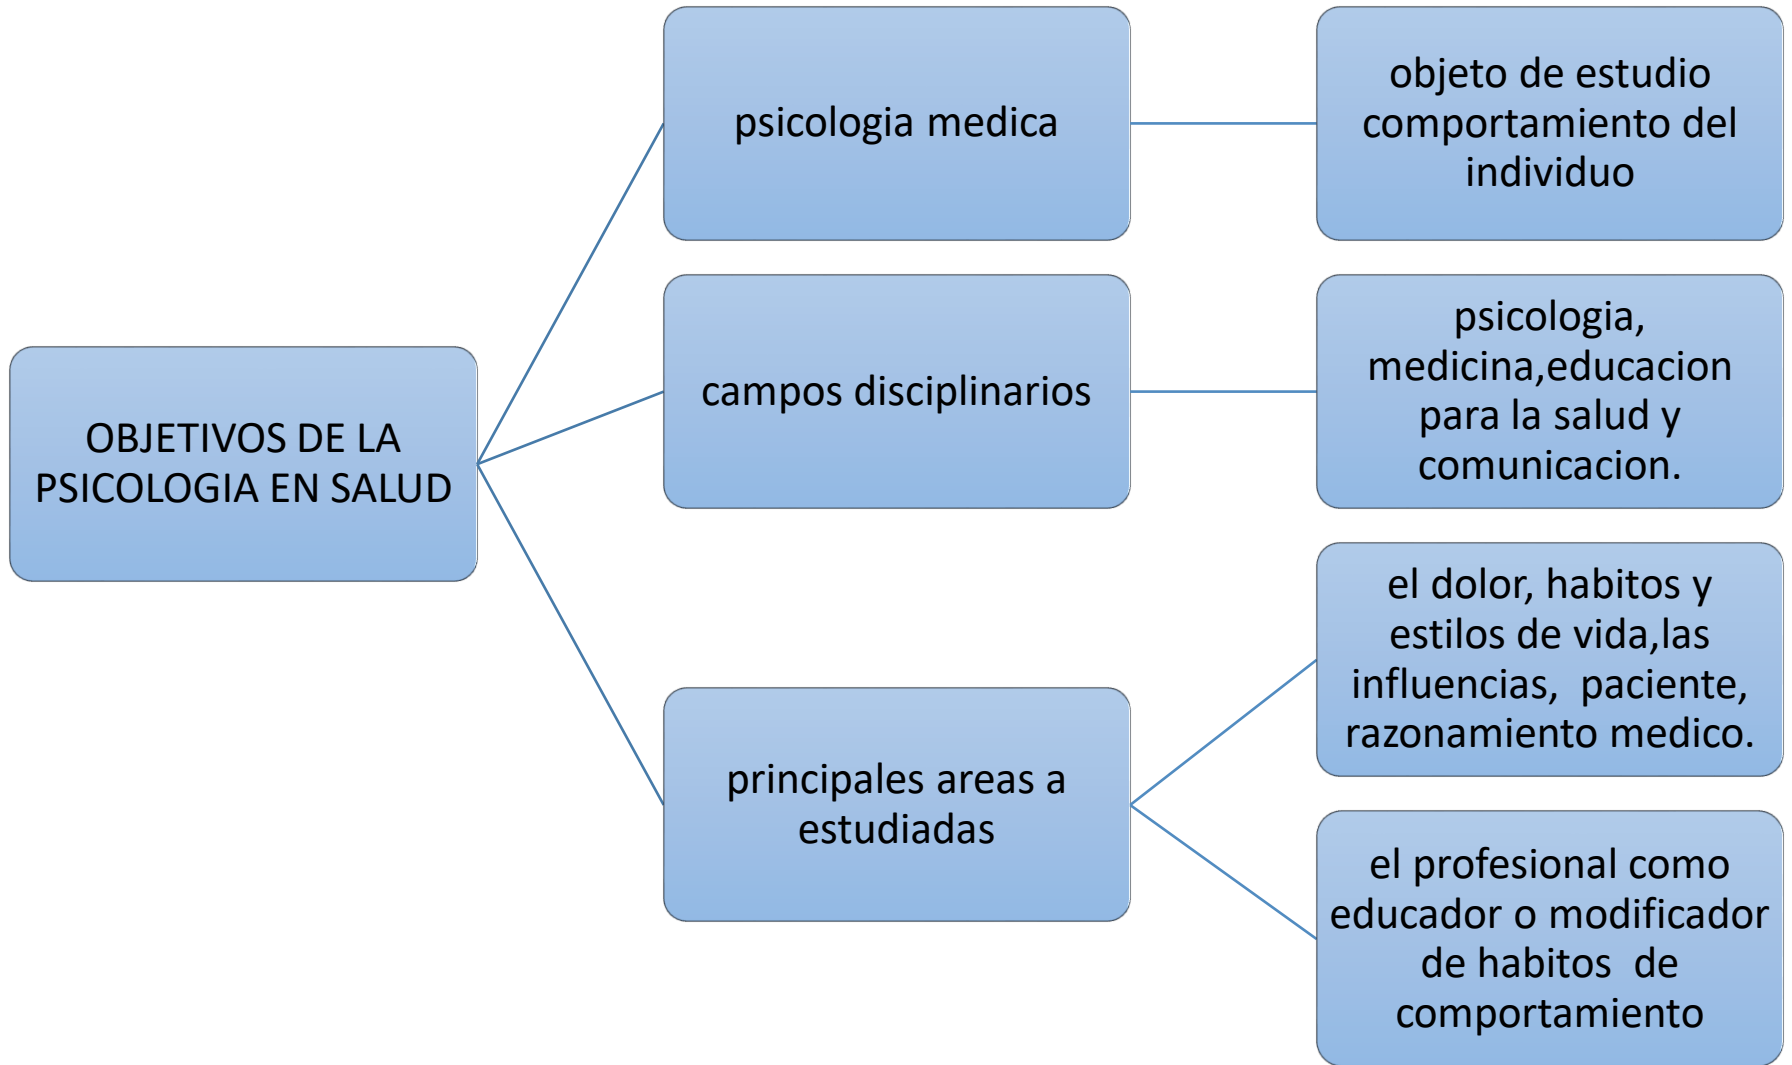 OBJETIVOS DE LA
PSICOLOGIA EN SALUD
psicologia medica
objeto de estudio
comportamiento del
individuo
campos disciplinarios
psicologia,
medicina,educacion
para la salud y
comunicacion.
principales areas a
estudiadas
el dolor, habitos y
estilos de vida,las
influencias,  paciente,
razonamiento medico.
el profesional como
educador o modificador
de habitos  de
comportamiento